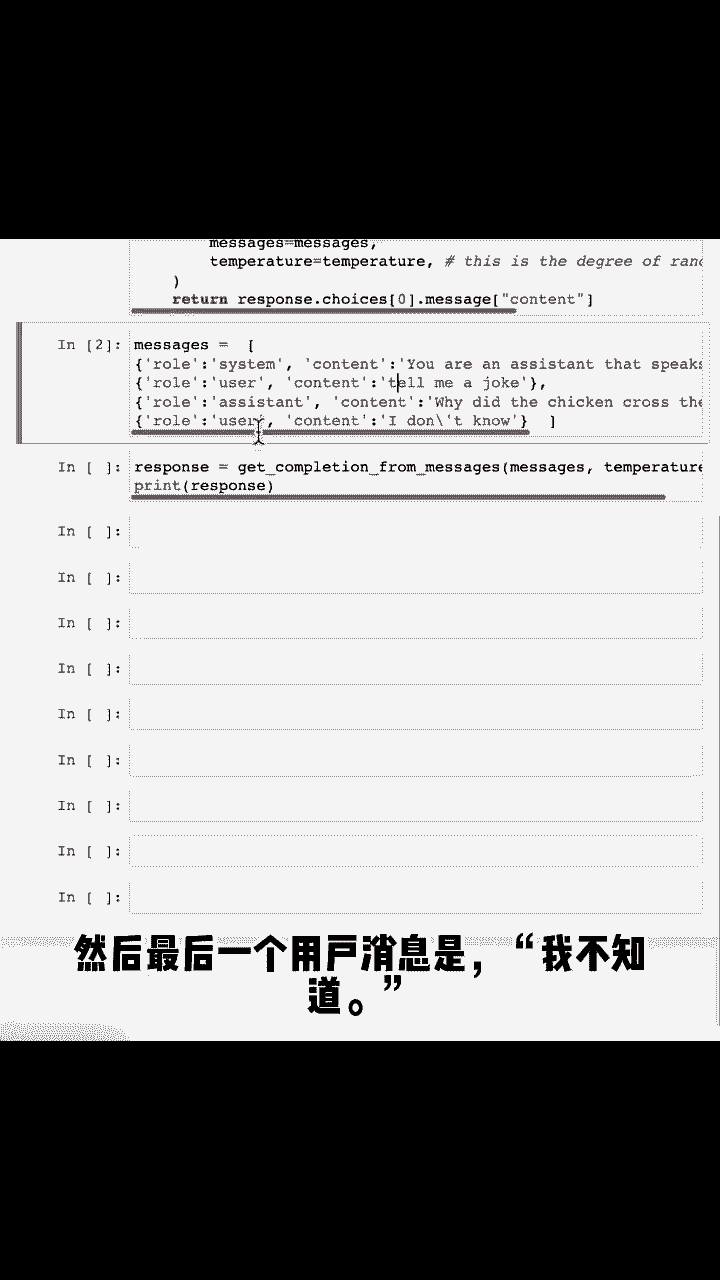 messages=messages,
temperature=temperature, # this is the degree of
)
return response.choices[0].message["content"]
In [2]: messages =  [
{'role':'system', 'content':'You are an assistant that speaks
{'role':'user', 'content':'tell me a joke'},
{'role':'assistant', 'content':'Why did the chicken cross the
{'role':'user', 'content':'I don\'t know'}  ]
In [ ]: response = get_completion_from_messages(messages, temperature
print(response)
In [ ]:
In [ ]:
In [ ]:
In [ ]:
In [ ]:
In [ ]:
In [ ]:
In [ ]:
In [ ]:
然后最后一个用户消息是，“我不知
道。”